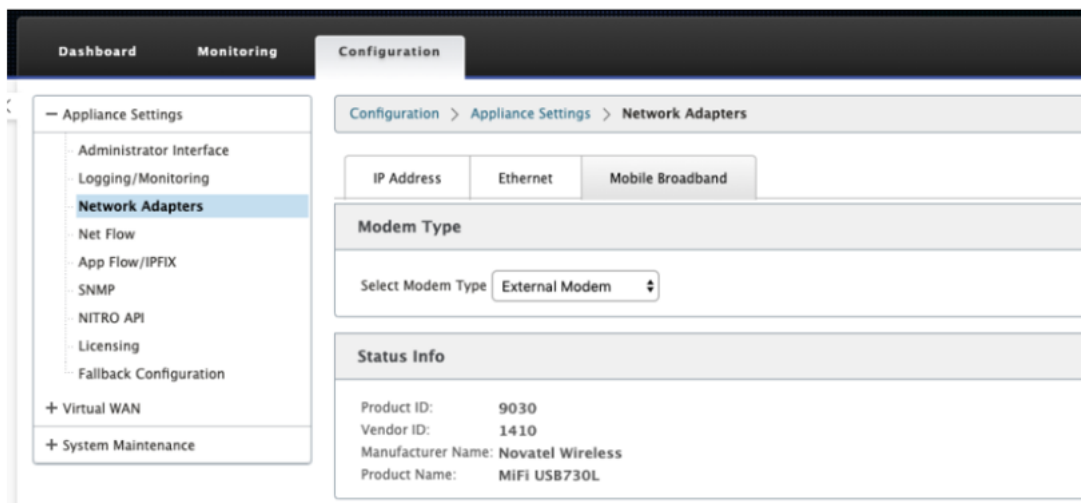 Dashboard Monitoring Configuration
Appliance Settings
Administrator Interface
Logging/Monitoring
Network Adapters
Net Flow
App Flow/IPFIX
SNMP
NITRO API
Licensing
Fallback Configuration
Virtual WAN
System Maintenance
Configuration > Appliance Settings > Network Adapters
IP Address Ethernet Mobile Broadband
Modem Type
Select Modem Type External Modem
Status Info
Product ID: 9030
Vendor ID: 1410
Manufacturer Name: Novatel Wireless
Product Name: MiFi USB730L